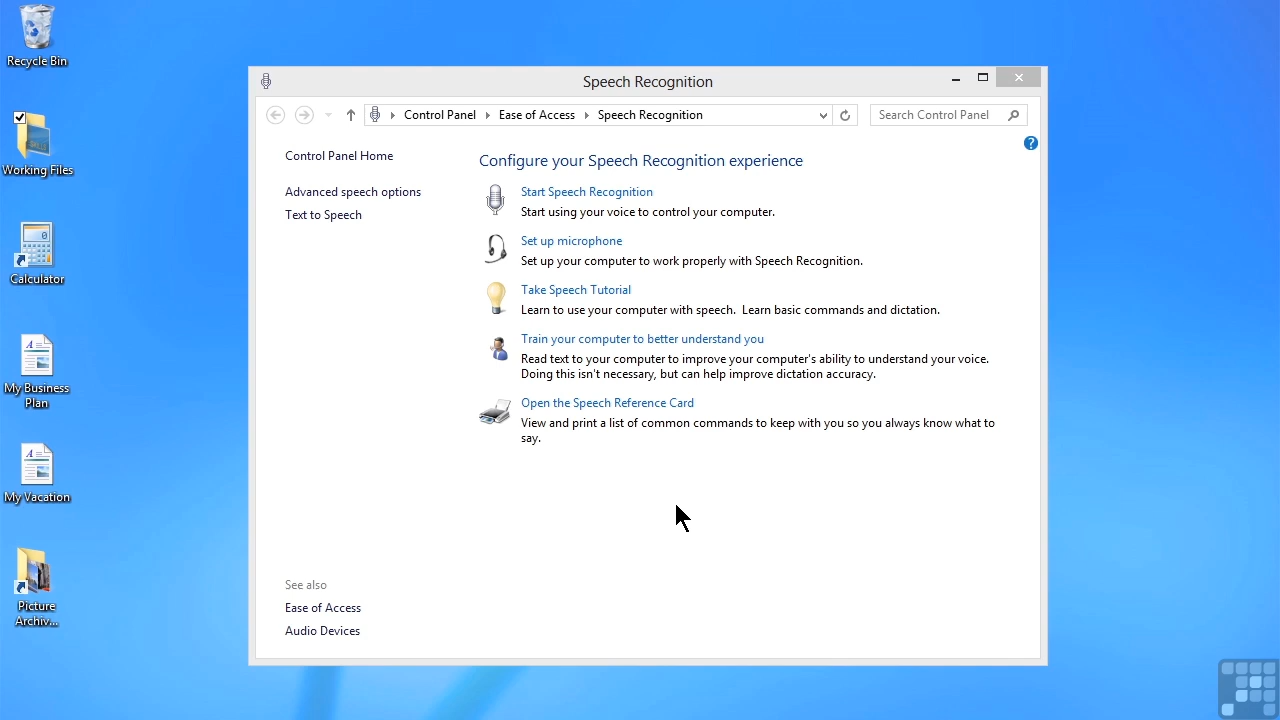 Recycle Bin
Working Files
Calculator
My Business
Plan
My Vacation
Picture
Archiv...
Speech Recognition
Control Panel
Ease of Access
Speech Recognition
Search Control Panel
Control Panel Home
Advanced speech options
Text to Speech
Configure your Speech Recognition experience
Start Speech Recognition
Start using your voice to control your computer.
Set up microphone
Set up your computer to work properly with Speech Recognition.
Take Speech Tutorial
Learn to use your computer with speech. Learn basic commands and dictation.
Train your computer to better understand you
Read text to your computer to improve your computer's ability to understand your voice.
Doing this isn't necessary, but can help improve dictation accuracy.
Open the Speech Reference Card
View and print a list of common commands to keep with you so you always know what to
say.
See also
Ease of Access
Audio Devices